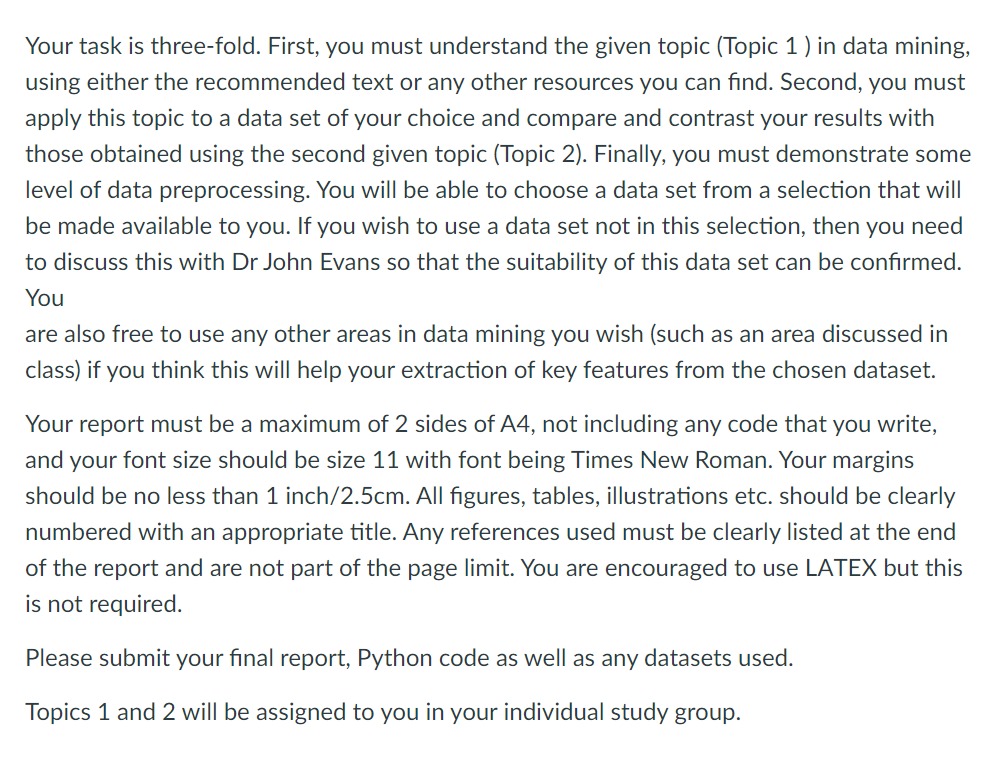 Your task is three-fold. First, you must understand the given topic (Topic 1 ) in data mining,
using either the recommended text or any other resources you can find. Second, you must
apply this topic to a data set of your choice and compare and contrast your results with
those obtained using the second given topic (Topic 2). Finally, you must demonstrate some
level of data preprocessing. You will be able to choose a data set from a selection that will
be made available to you. If you wish to use a data set not in this selection, then you need
to discuss this with Dr John Evans so that the suitability of this data set can be confirmed.
You
are also free to use any other areas in data mining you wish (such as an area discussed in
class) if you think this will help your extraction of key features from the chosen dataset.
Your report must be a maximum of 2 sides of A4, not including any code that you write,
and your font size should be size 11 with font being Times New Roman. Your margins
should be no less than 1 inch/2.5cm. All figures, tables, illustrations etc. should be clearly
numbered with an appropriate title. Any references used must be clearly listed at the end
of the report and are not part of the page limit. You are encouraged to use LATEX but this
is not required.
Please submit your final report, Python code as well as any datasets used.
Topics 1 and 2 will be assigned to you in your individual study group.